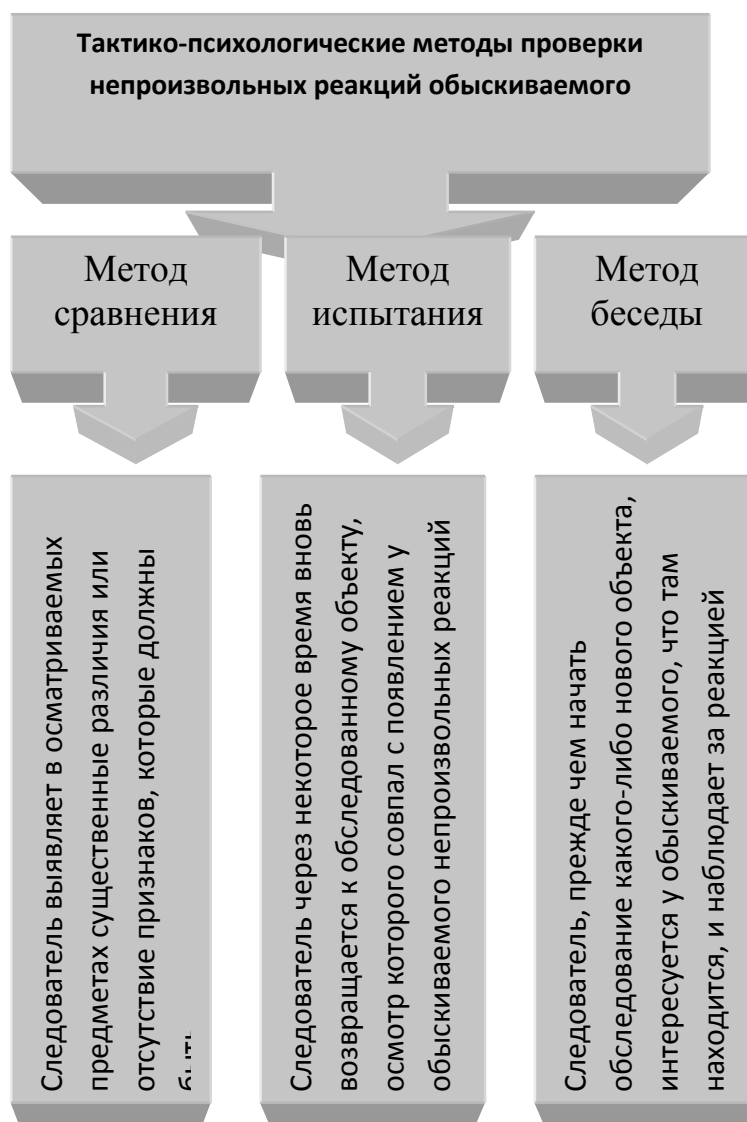 Тактико-психологические методы проверки
непроизвольных реакций обыскиваемого
Метод
сравнения
Метод
испытания
Метод
беседы
Следователь выявляет в осматриваемых
предметах существенные различия или
отсутствие признаков, которые должны
быть
Следователь через некоторое время вновь
возвращается к обследованному объекту,
осмотр которого совпал с появлением у
обыскиваемого непроизвольных реакций
Следователь, прежде чем начать
обследование какого-либо нового объекта,
интересуется у обыскиваемого, что там
находится, и наблюдает за реакцией